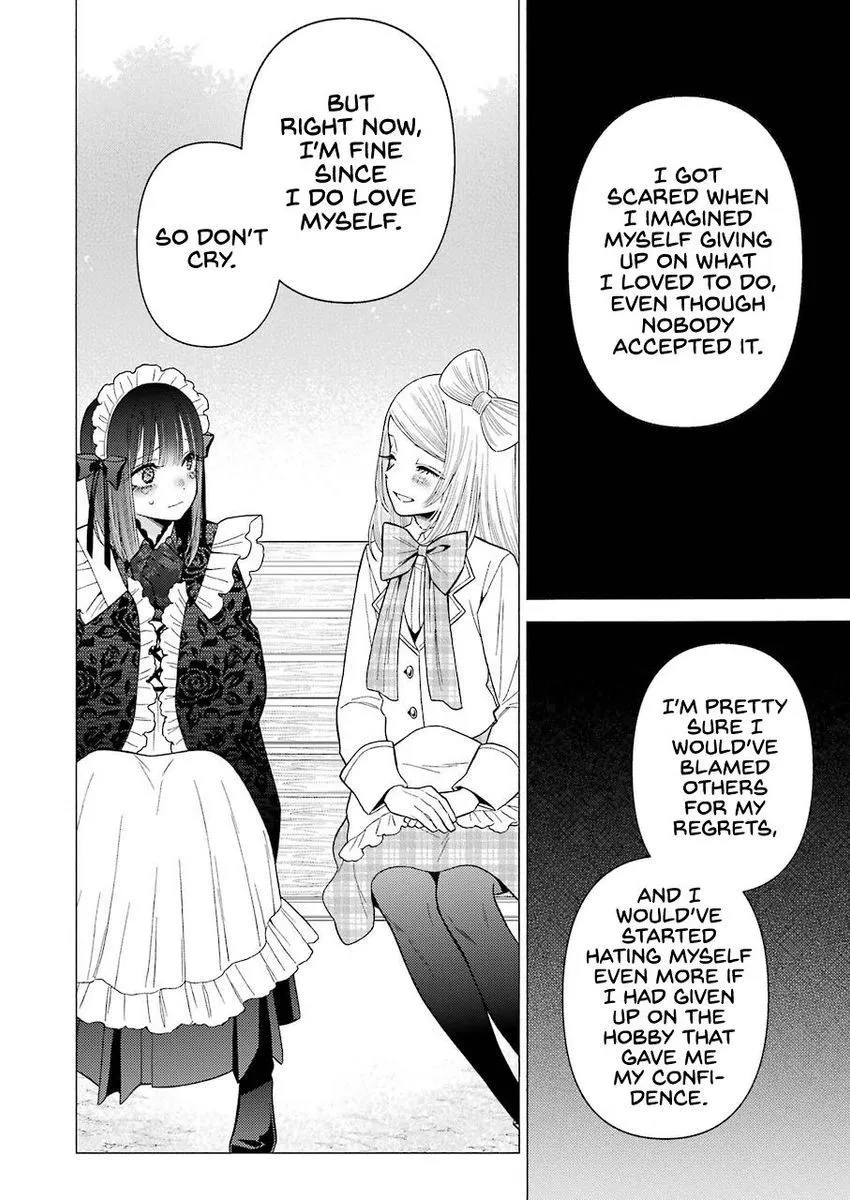 I GOT
SCARED WHEN
I IMAGINED
MYSELF GIVING
UP ON WHAT
I LOVED TO DO,
EVEN THOUGH
NOBODY
ACCEPTED IT.
I'M PRETTY
SURE I
WOULD'VE
BLAMED
OTHERS
FOR MY
REGRETS,
AND I
WOULD'VE
STARTED
HATING MYSELF
EVEN MORE IF
I HAD GIVEN
UP ON THE
HOBBY THAT
GAVE ME
MY CONFI-
DENCE.
BUT
RIGHT NOW,
I'M FINE
SINCE
I DO LOVE
MYSELF.
SO DON'T
CRY.